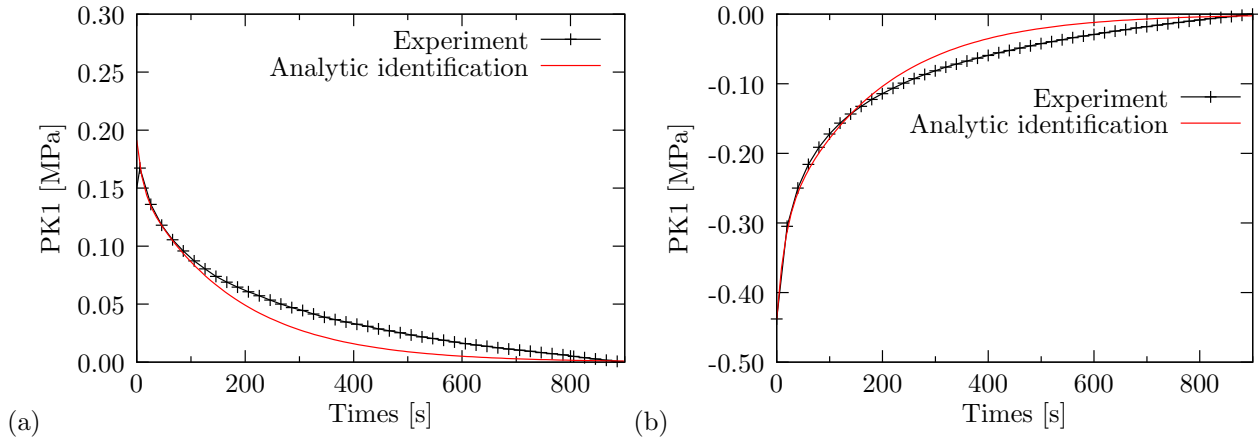 0.30
0.25
0.20
0.15
0.10
0.05
0.00
PK1 [MPa]
Experiment
Analytic identification
0 200 400 600 800
Times [s]
(a)
0.00
-0.10
-0.20
-0.30
-0.40
-0.50
PK1 [MPa]
Experiment
Analytic identification
0 200 400 600 800
Times [s]
(b)